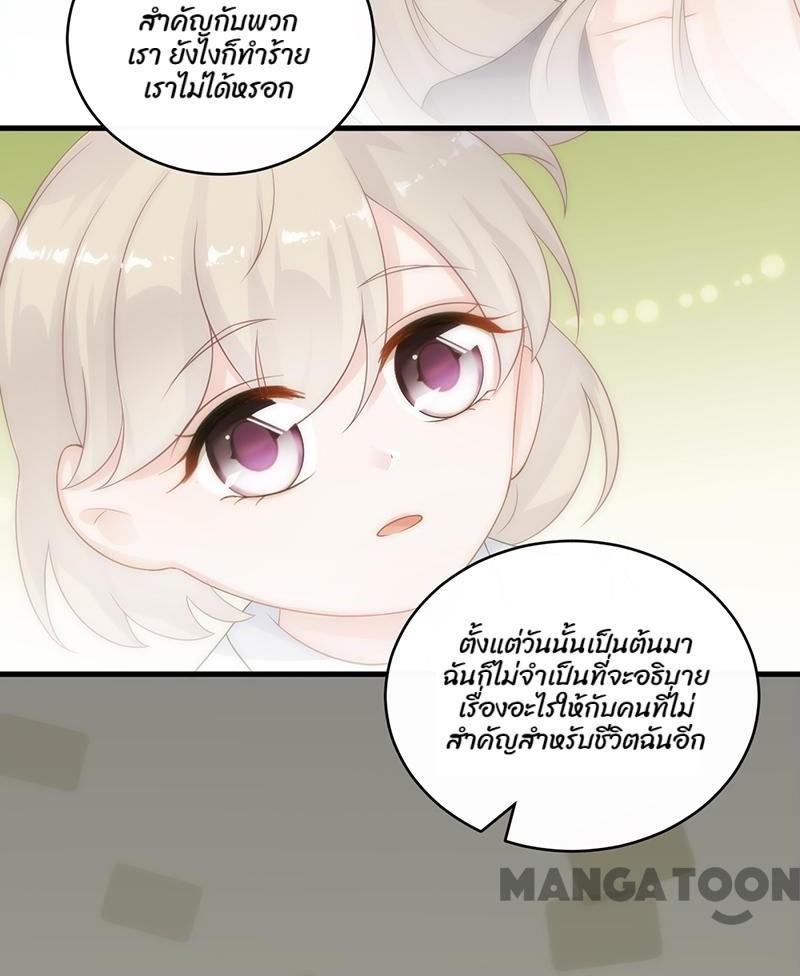 สำคัญกับพวก
เรา ยังไงก็ทำร้าย
เราไม่ได้หรอก
ตั้งแต่วันนั้นเป็นต้นมา
ฉันก็ไม่จำเป็นที่จะอธิบาย
เรื่องอะไรให้กับคนที่ไม่
สำคัญสำหรับชีวิตฉันอีก
MANGATOON